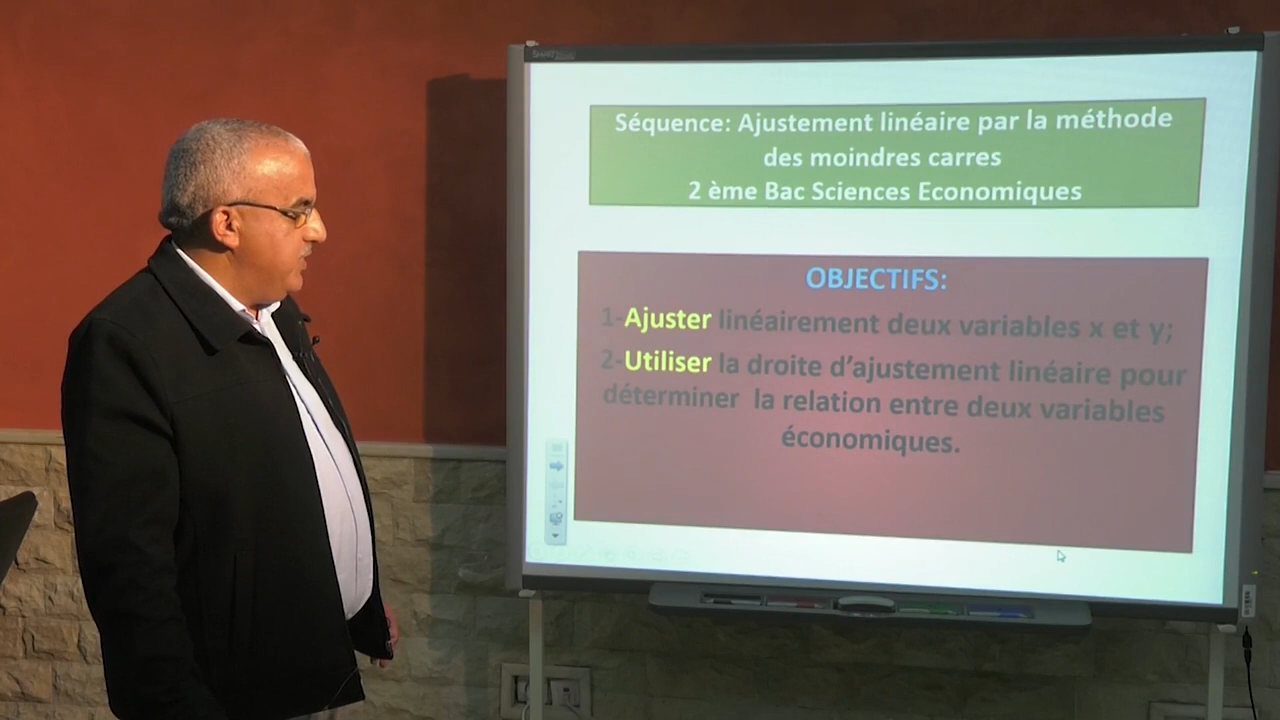 SMART
Séquence: Ajustement linéaire par la méthode
des moindres carres
2 ème Bac Sciences Economiques
OBJECTIFS:
1-Ajuster linéairement deux variables x et y;
2-Utiliser la droite d’ajustement linéaire pour
déterminer la relation entre deux variables
économiques.